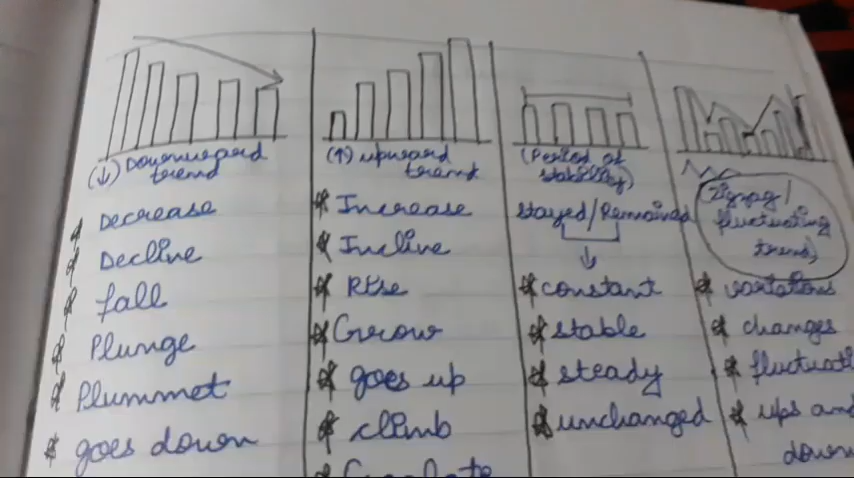 (↓) Downward
trend
* Decrease
* Decline
* fall
* Plunge
* Plummet
* goes down
(↑) upward
trend
* Increase
* Incline
* Rise
* Grow
* goes up
* climb
(Period of
stability)
stayed/Remained
↓
* constant
* stable
* steady
* unchanged
(zigzag/
fluctuating
trend)
* variations
* changes
* fluctuati
* ups and
down